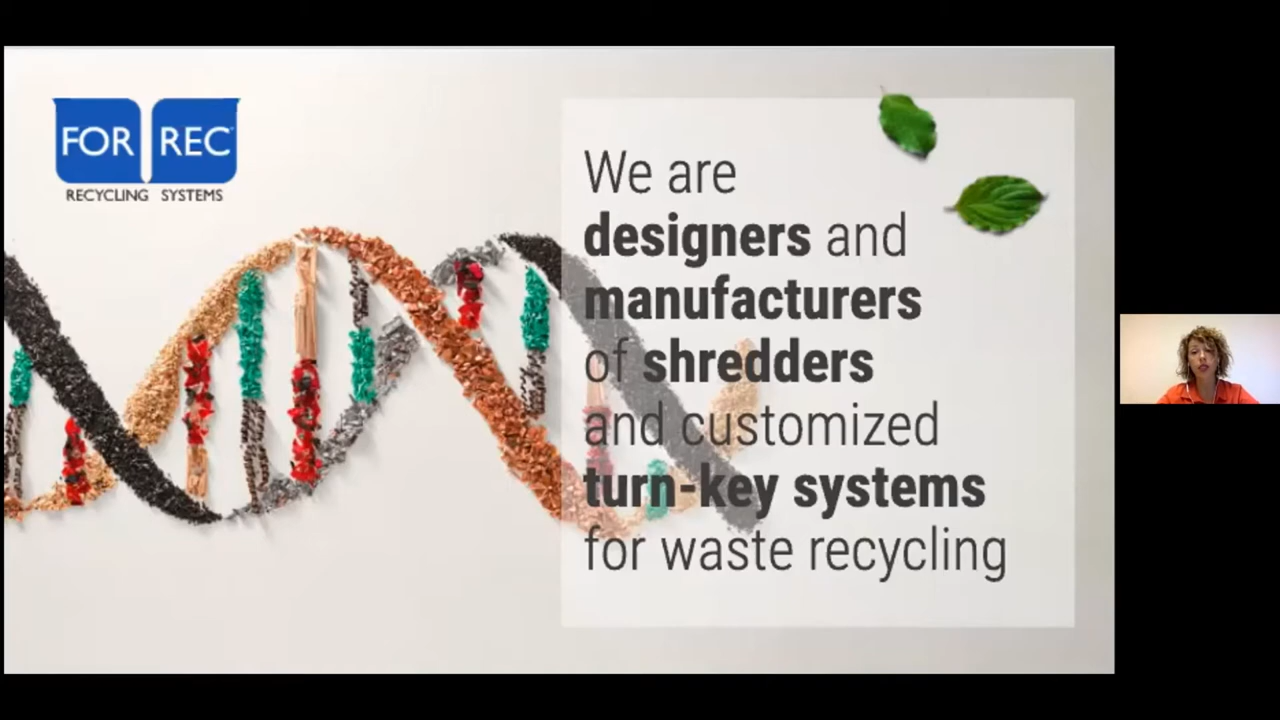 FOR REC
RECYCLING SYSTEMS
We are
designers and
manufacturers
of shredders
and customized
turn-key systems
for waste recycling